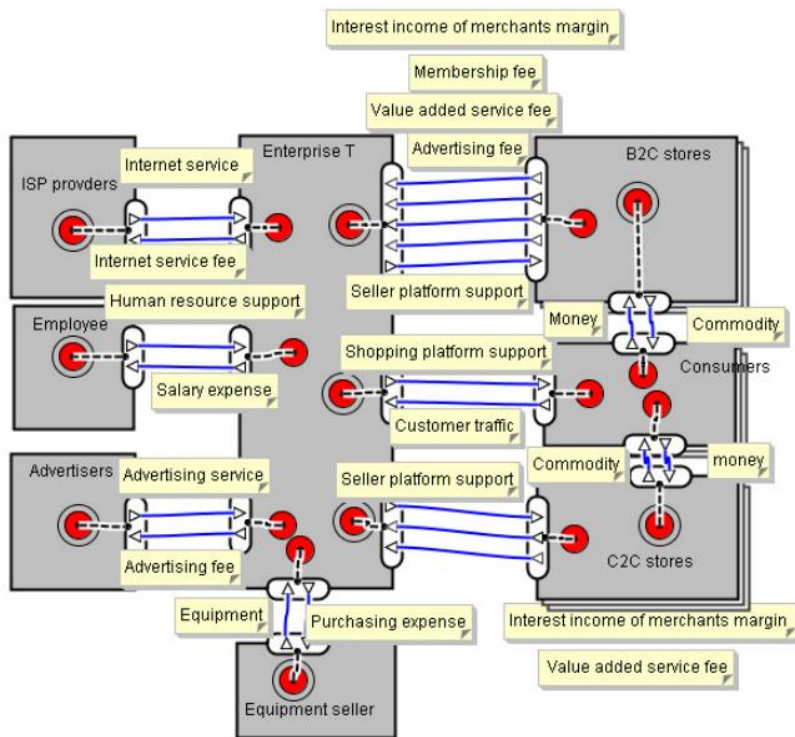 Interest income of merchants margin
Membership fee
Value added service fee
Advertising fee
Enterprise T
B2C stores
Internet service
ISP provders
Internet service fee
Human resource support
Seller platform support
Employee
Money
Commodity
Shopping platform support
Consumers
Salary expense
Customer traffic
Advertisers
Advertising service
Seller platform support
Commodity
money
Advertising fee
C2C stores
Equipment
Purchasing expense
Interest income of merchants margin
Value added service fee
Equipment seller